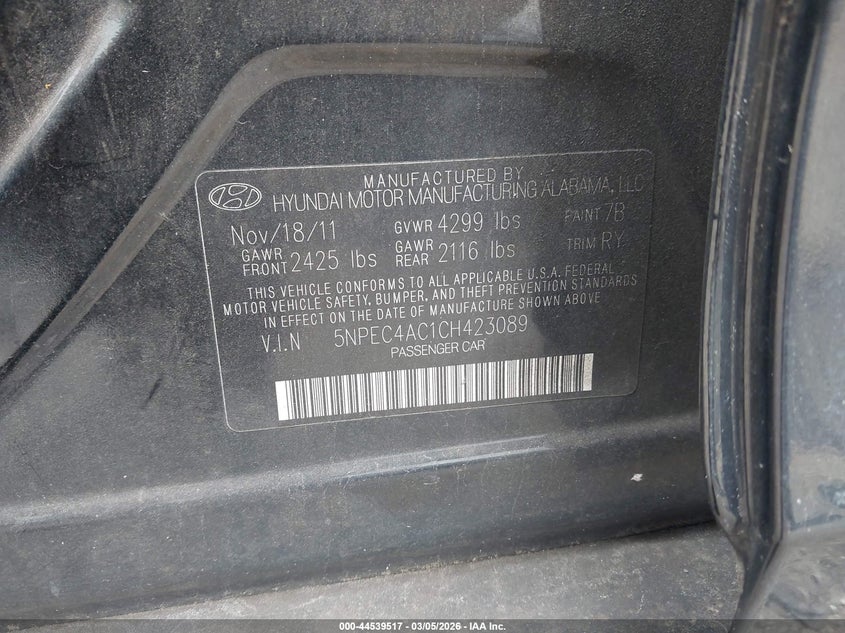 MANUFACTURED BY
HYUNDAI MOTOR MANUFACTURING ALABAMA, LLC
Nov/18/11 GVWR 4299 lbs PAINT 7B
GAWR FRONT 2425 lbs GAWR REAR 2116 lbs TRIM RY
THIS VEHICLE CONFORMS TO ALL APPLICABLE U.S.A. FEDERAL
MOTOR VEHICLE SAFETY, BUMPER, AND THEFT PREVENTION STANDARDS
IN EFFECT ON THE DATE OF MANUFACTURE SHOWN ABOVE
V.I.N 5NPEC4AC1CH423089
PASSENGER CAR
000-44539517 — 03/05/2026 — IAA Inc.